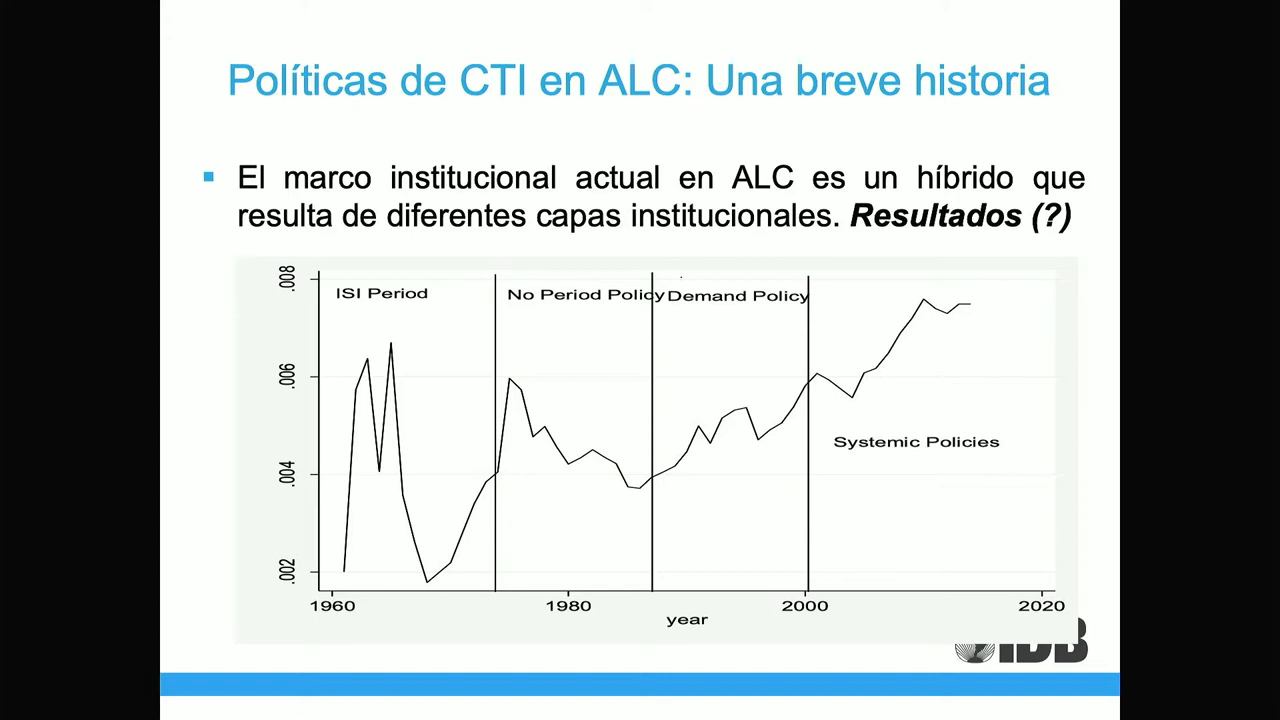 Políticas de CTI en ALC: Una breve historia
El marco institucional actual en ALC es un híbrido que
resulta de diferentes capas institucionales. Resultados (?)
.008
.006
.004
.002
ISI Period
No Period Policy
Demand Policy
Systemic Policies
1960
1980
2000
2020
year
IDB